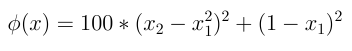 ϕ(x) = 100 ∗ (x₂ − x₁²)² + (1 − x₁)²